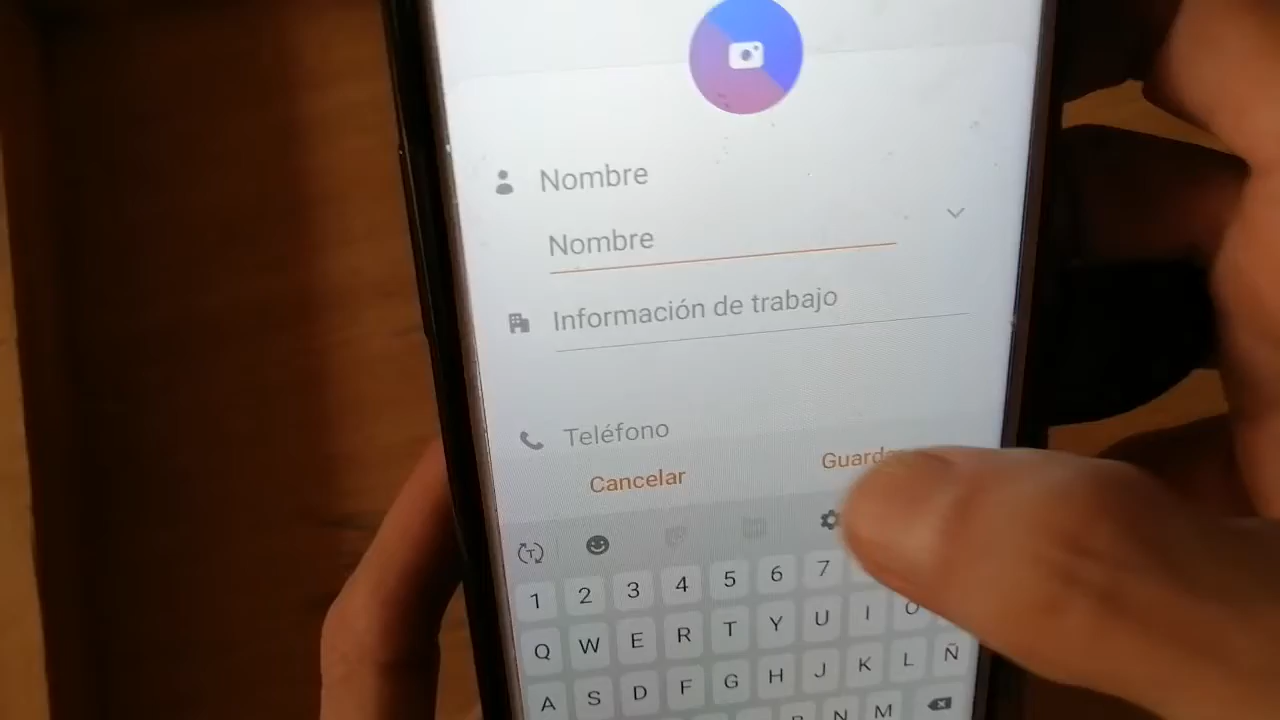 Nombre
Nombre
Información de trabajo
Teléfono
Cancelar
T
1 2 3 4 5 6 7
Q W E R T Y U I O
A S D F G H J K L Ñ
N M